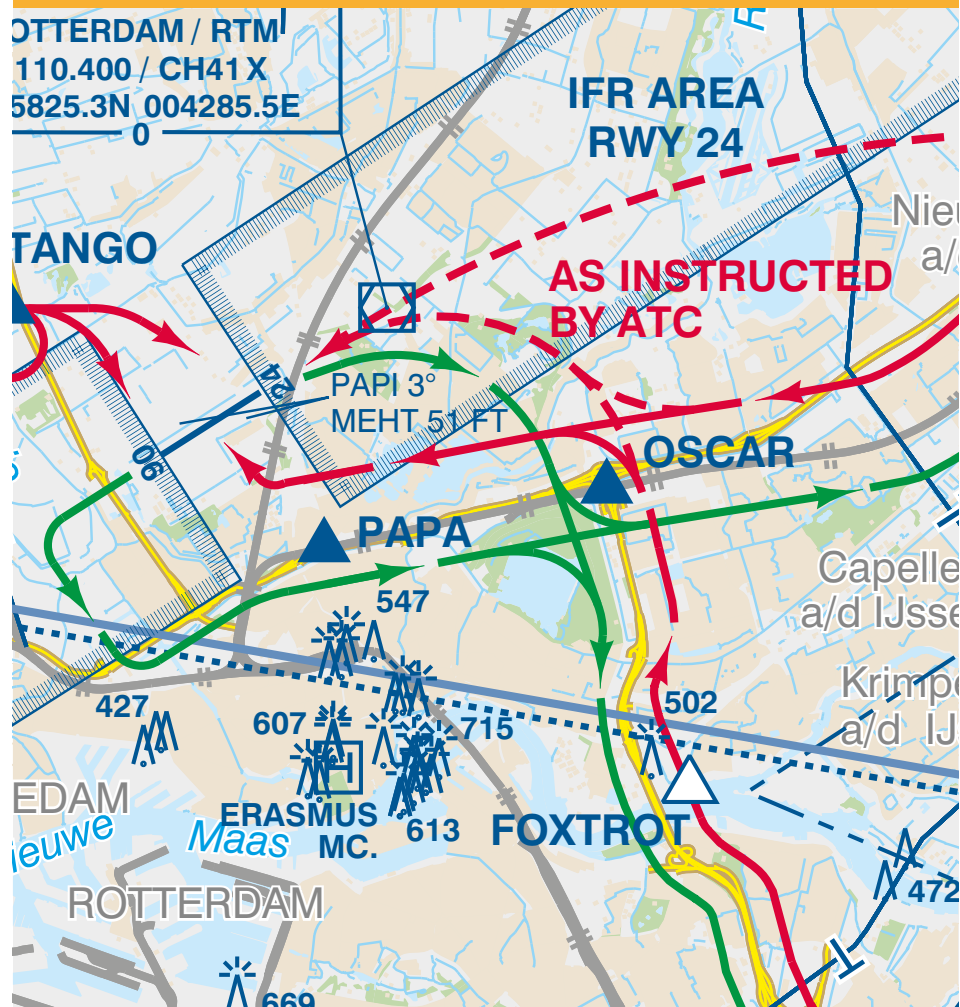 OTTERDAM / RTM
110.400 / CH41X
5825.3N 004285.5E
0
IFR AREA
RWY 24
Nieu
a/
TANGO
AS INSTRUCTED
BY ATC
24
PAPI 3°
MEHT 51 FT
06
OSCAR
PAPA
Capelle
a/d IJsse
547
Krimpe
a/d IJ
427
607
715
502
H
EDAM
ERASMUS
MC.
613
FOXTROT
ieuwe
Maas
472
ROTTERDAM
669